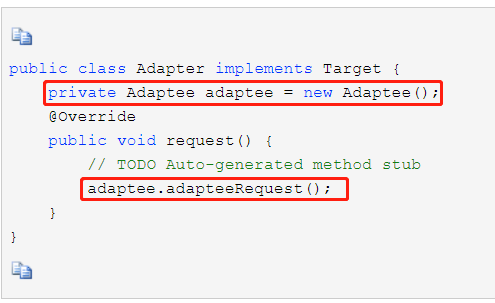 public class Adapter implements Target {
    private Adaptee adaptee = new Adaptee();
    @Override
    public void request() {
        // TODO Auto-generated method stub
        adaptee.adapteeRequest();
    }
}